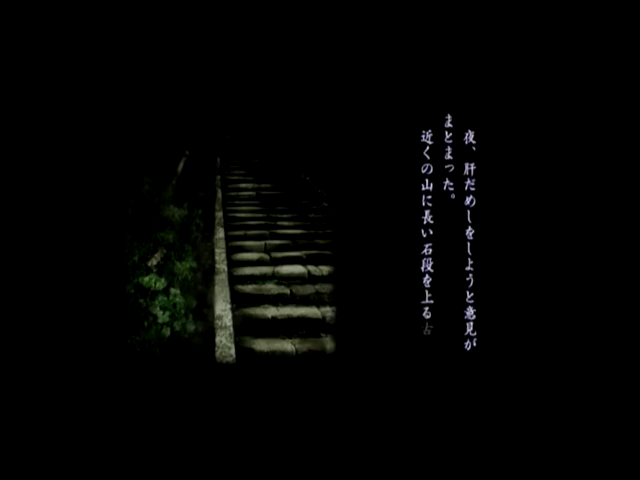 夜、肝だめしをしようと意見が
まとまった。
近くの山に長い石段を上る古